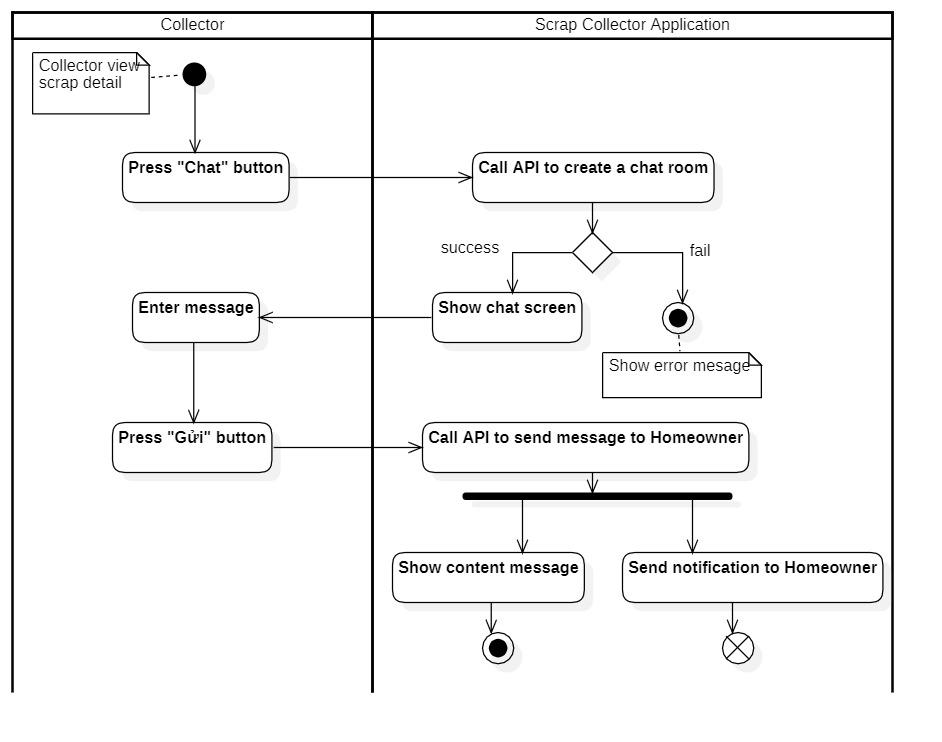 Collector
Scrap Collector Application
Collector view
scrap detail
Press "Chat" button
Call API to create a chat room
success
fail
Enter message
Show chat screen
Show error mesage
Press "Gửi" button
Call API to send message to Homeowner
Show content message
Send notification to Homeowner